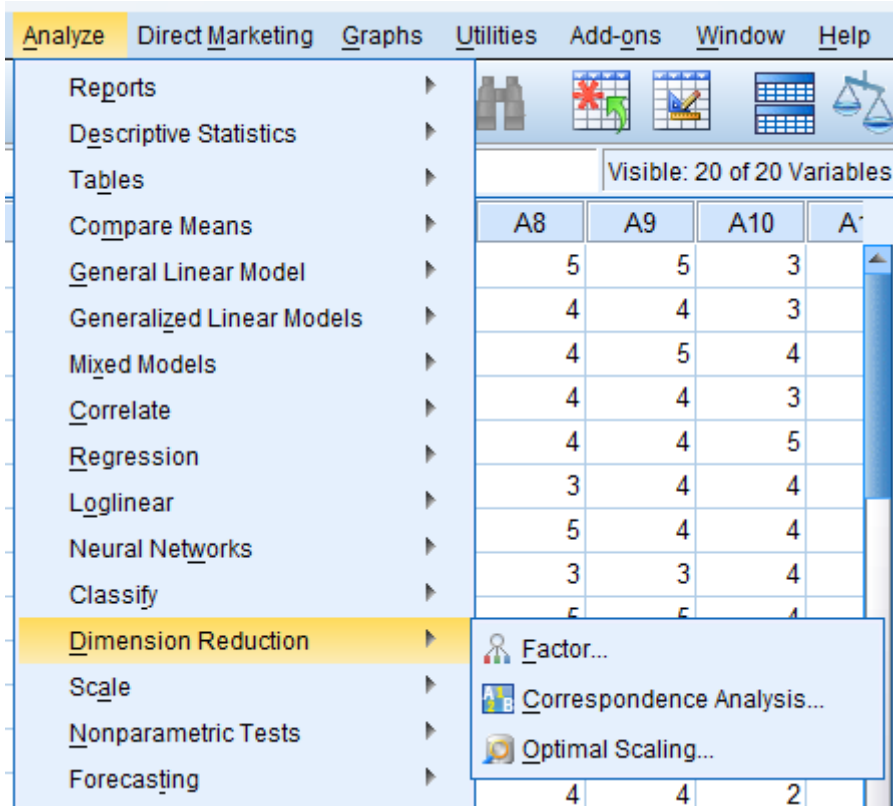 Analyze Direct Marketing Graphs Utilities Add-ons Window Help
Reports
Descriptive Statistics
Tables
Visible: 20 of 20 Variables
Compare Means
A8 A9 A10
General Linear Model
5 5 3
Generalized Linear Models
4 4 3
Mixed Models
4 5 4
Correlate
4 4 3
Regression
4 4 5
Loglinear
3 4 4
Neural Networks
5 4 4
Classify
3 3 4
Dimension Reduction
Factor...
Scale
Correspondence Analysis...
Nonparametric Tests
Optimal Scaling...
Forecasting
4 4 2